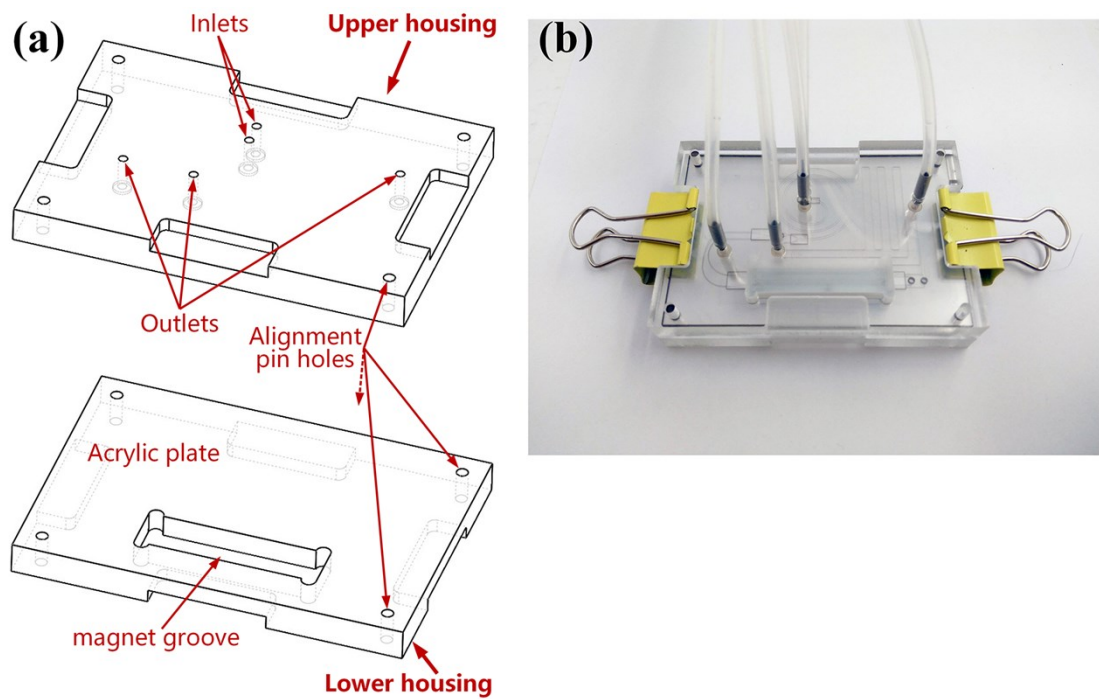 (a)
Inlets
Upper housing
Outlets
Alignment
pin holes
Acrylic plate
magnet groove
Lower housing
(b)